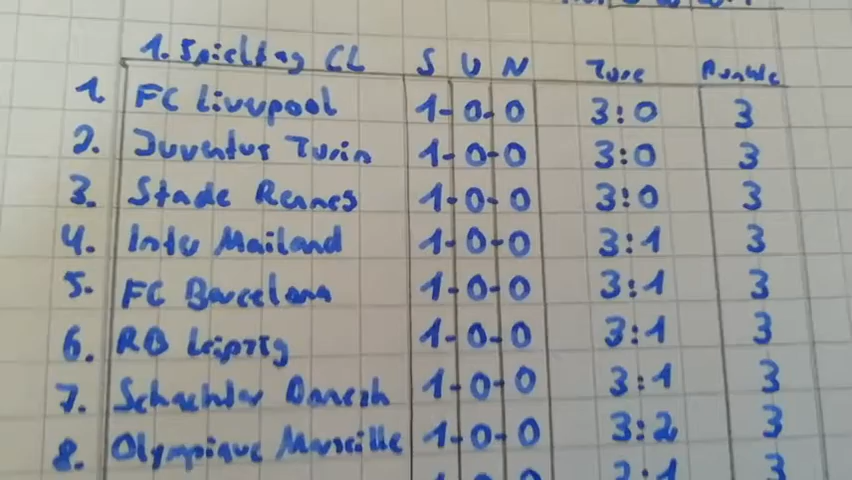 1. Spieltag CL S U N Tore Punkte
1. FC Liverpool 1-0-0 3:0 3
2. Juventus Turin 1-0-0 3:0 3
3. Stade Rennes 1-0-0 3:0 3
4. Inter Mailand 1-0-0 3:1 3
5. FC Barcelona 1-0-0 3:1 3
6. RB Leipzig 1-0-0 3:1 3
7. Schachtar Donezk 1-0-0 3:1 3
8. Olympique Marseille 1-0-0 3:2 3